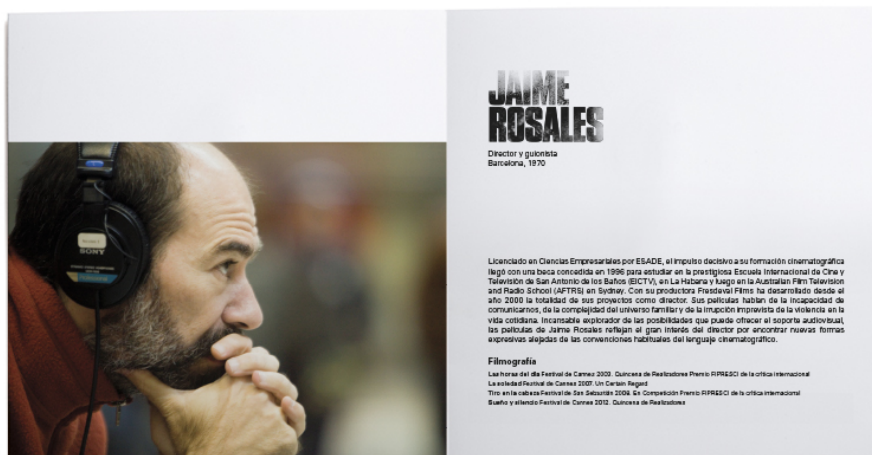 SONY
JAIME
ROSALES
Director y guionista
Barcelona, 1970
Licenciado en Ciencias Empresariales por ESADE, el impulso decisivo a su formación cinematográfica
llegó con una beca concedida en 1996 para estudiar en la prestigiosa Escuela Internacional de Cine y
Televisión de San Antonio de los Baños (EICTV), en La Habana y luego en la Australian Film Television
and Radio School (AFTRS) en Sydney. Con su productora Fresdeval Films ha desarrollado desde el
año 2000 la totalidad de sus proyectos como director. Sus películas hablan de la incapacidad de
comunicarnos, de la complejidad del universo familiar y de la irrupción imprevista de la violencia en la
vida cotidiana. Incansable explorador de las posibilidades que puede ofrecer el soporte audiovisual,
las películas de Jaime Rosales reflejan el gran interés del director por encontrar nuevas formas
expresivas alejadas de las convenciones habituales del lenguaje cinematográfico.
Filmografía
Las horas del día Festival de Cannes 2003. Quincena de Realizadores Premio FIPRESCI de la crítica internacional
La soledad Festival de Cannes 2007. Un Certain Regard
Tiro en la cabeza Festival de San Sebastián 2008. En Competición Premio FIPRESCI de la crítica internacional
Sueño y silencio Festival de Cannes 2012. Quincena de Realizadores